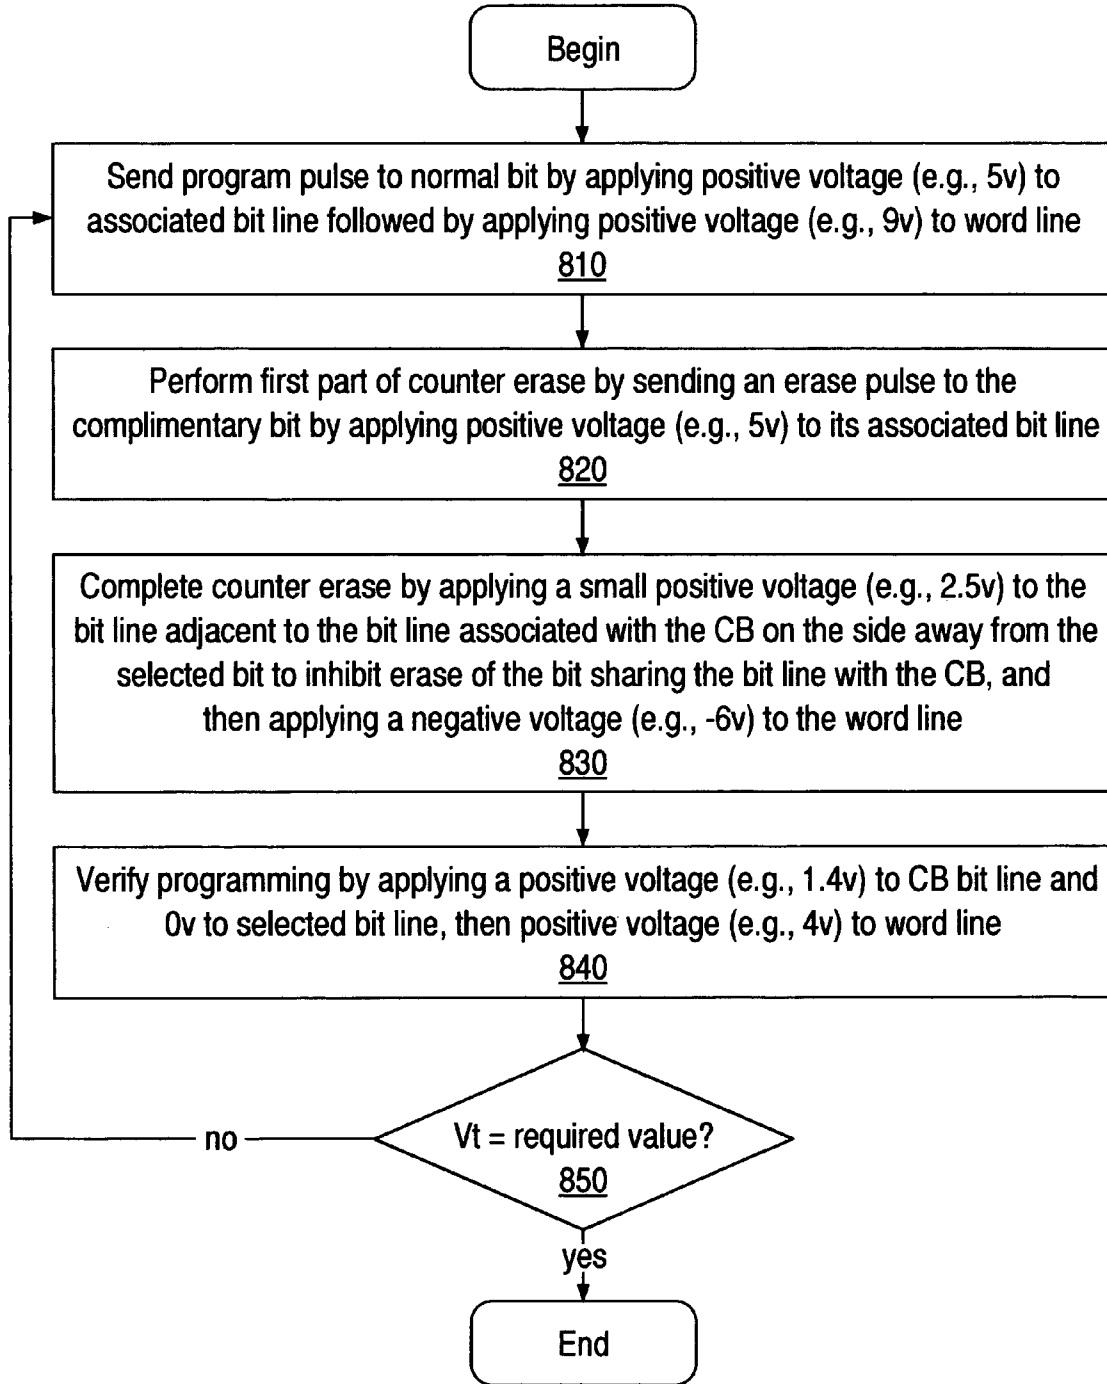 Begin
Send program pulse to normal bit by applying positive voltage (e.g., 5v) to
associated bit line followed by applying positive voltage (e.g., 9v) to word line
810
Perform first part of counter erase by sending an erase pulse to the
complimentary bit by applying positive voltage (e.g., 5v) to its associated bit line
820
Complete counter erase by applying a small positive voltage (e.g., 2.5v) to the
bit line adjacent to the bit line associated with the CB on the side away from the
selected bit to inhibit erase of the bit sharing the bit line with the CB, and
then applying a negative voltage (e.g., -6v) to the word line
830
Verify programming by applying a positive voltage (e.g., 1.4v) to CB bit line and
0v to selected bit line, then positive voltage (e.g., 4v) to word line
840
no
Vt = required value?
850
yes
End